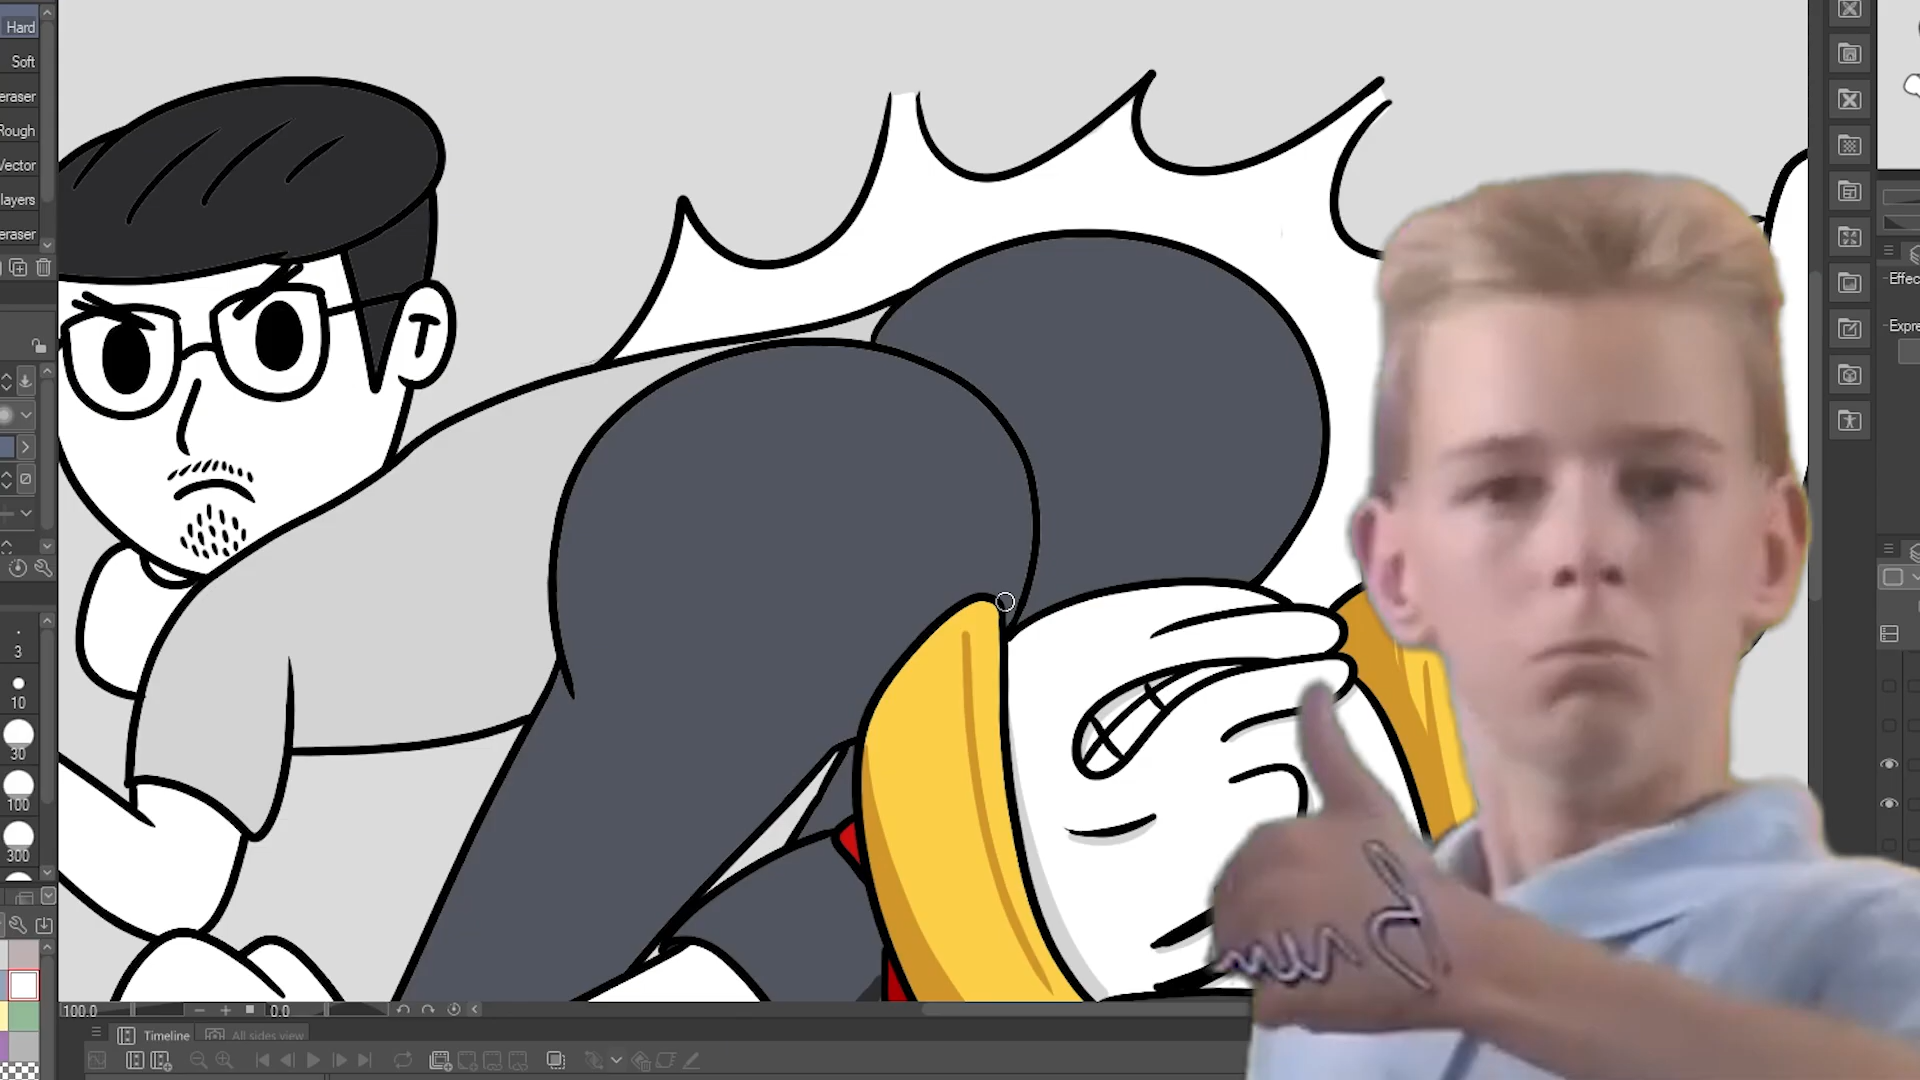 Hard
Soft
eraser
Rough
Vector
layers
eraser
3
10
30
100
300
100.0
0.0
Timeline
All sides view
Effec
Expre